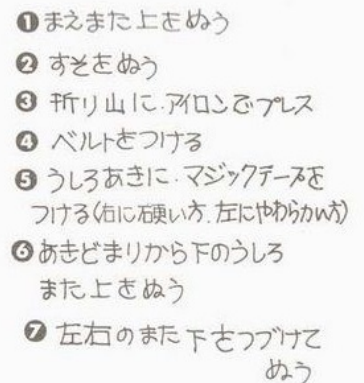 ❶まえまた上をぬう
❷ すそをぬう
❸ 折り山に、アイロンでプレス
❹ ベルトをつける
❺ うしろあきに、マジックテープを
つける(右に硬い方、左にやわらかい方)
❻あきどまりから下のうしろ
また上をぬう
❼ 左右のまた下をつづけて
ぬう